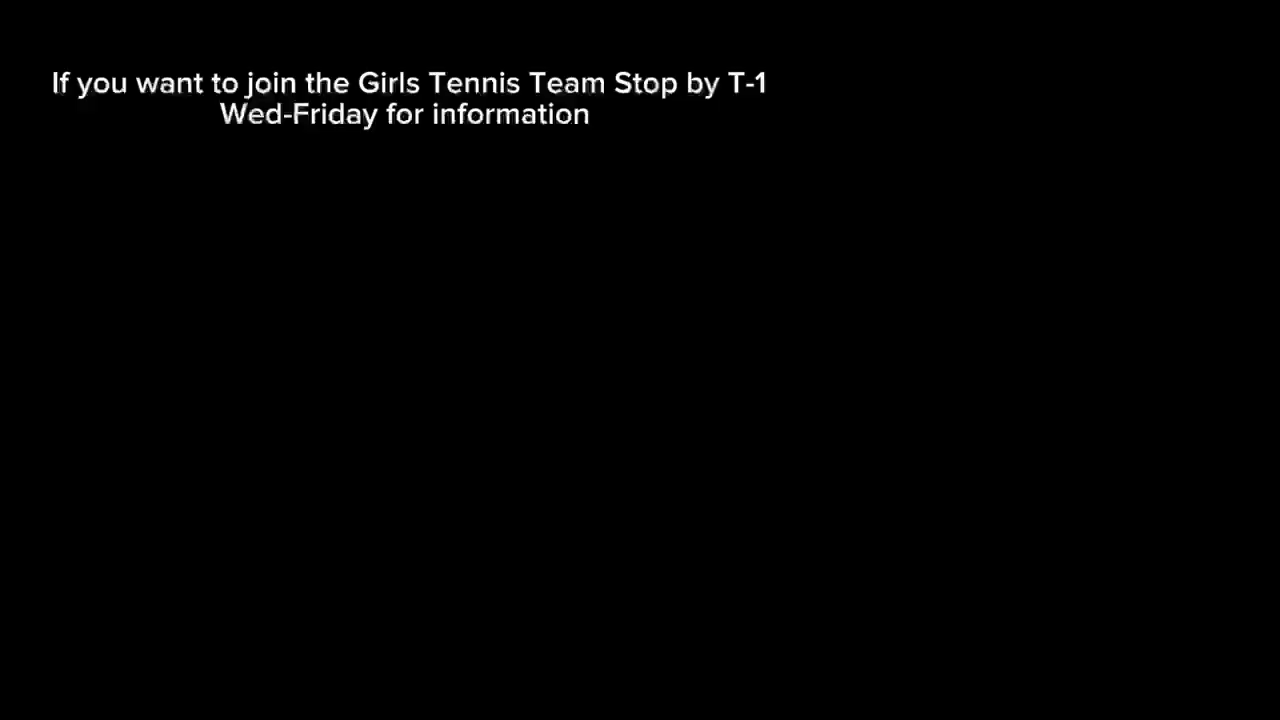 If you want to join the Girls Tennis Team Stop by T-1
Wed-Friday for information